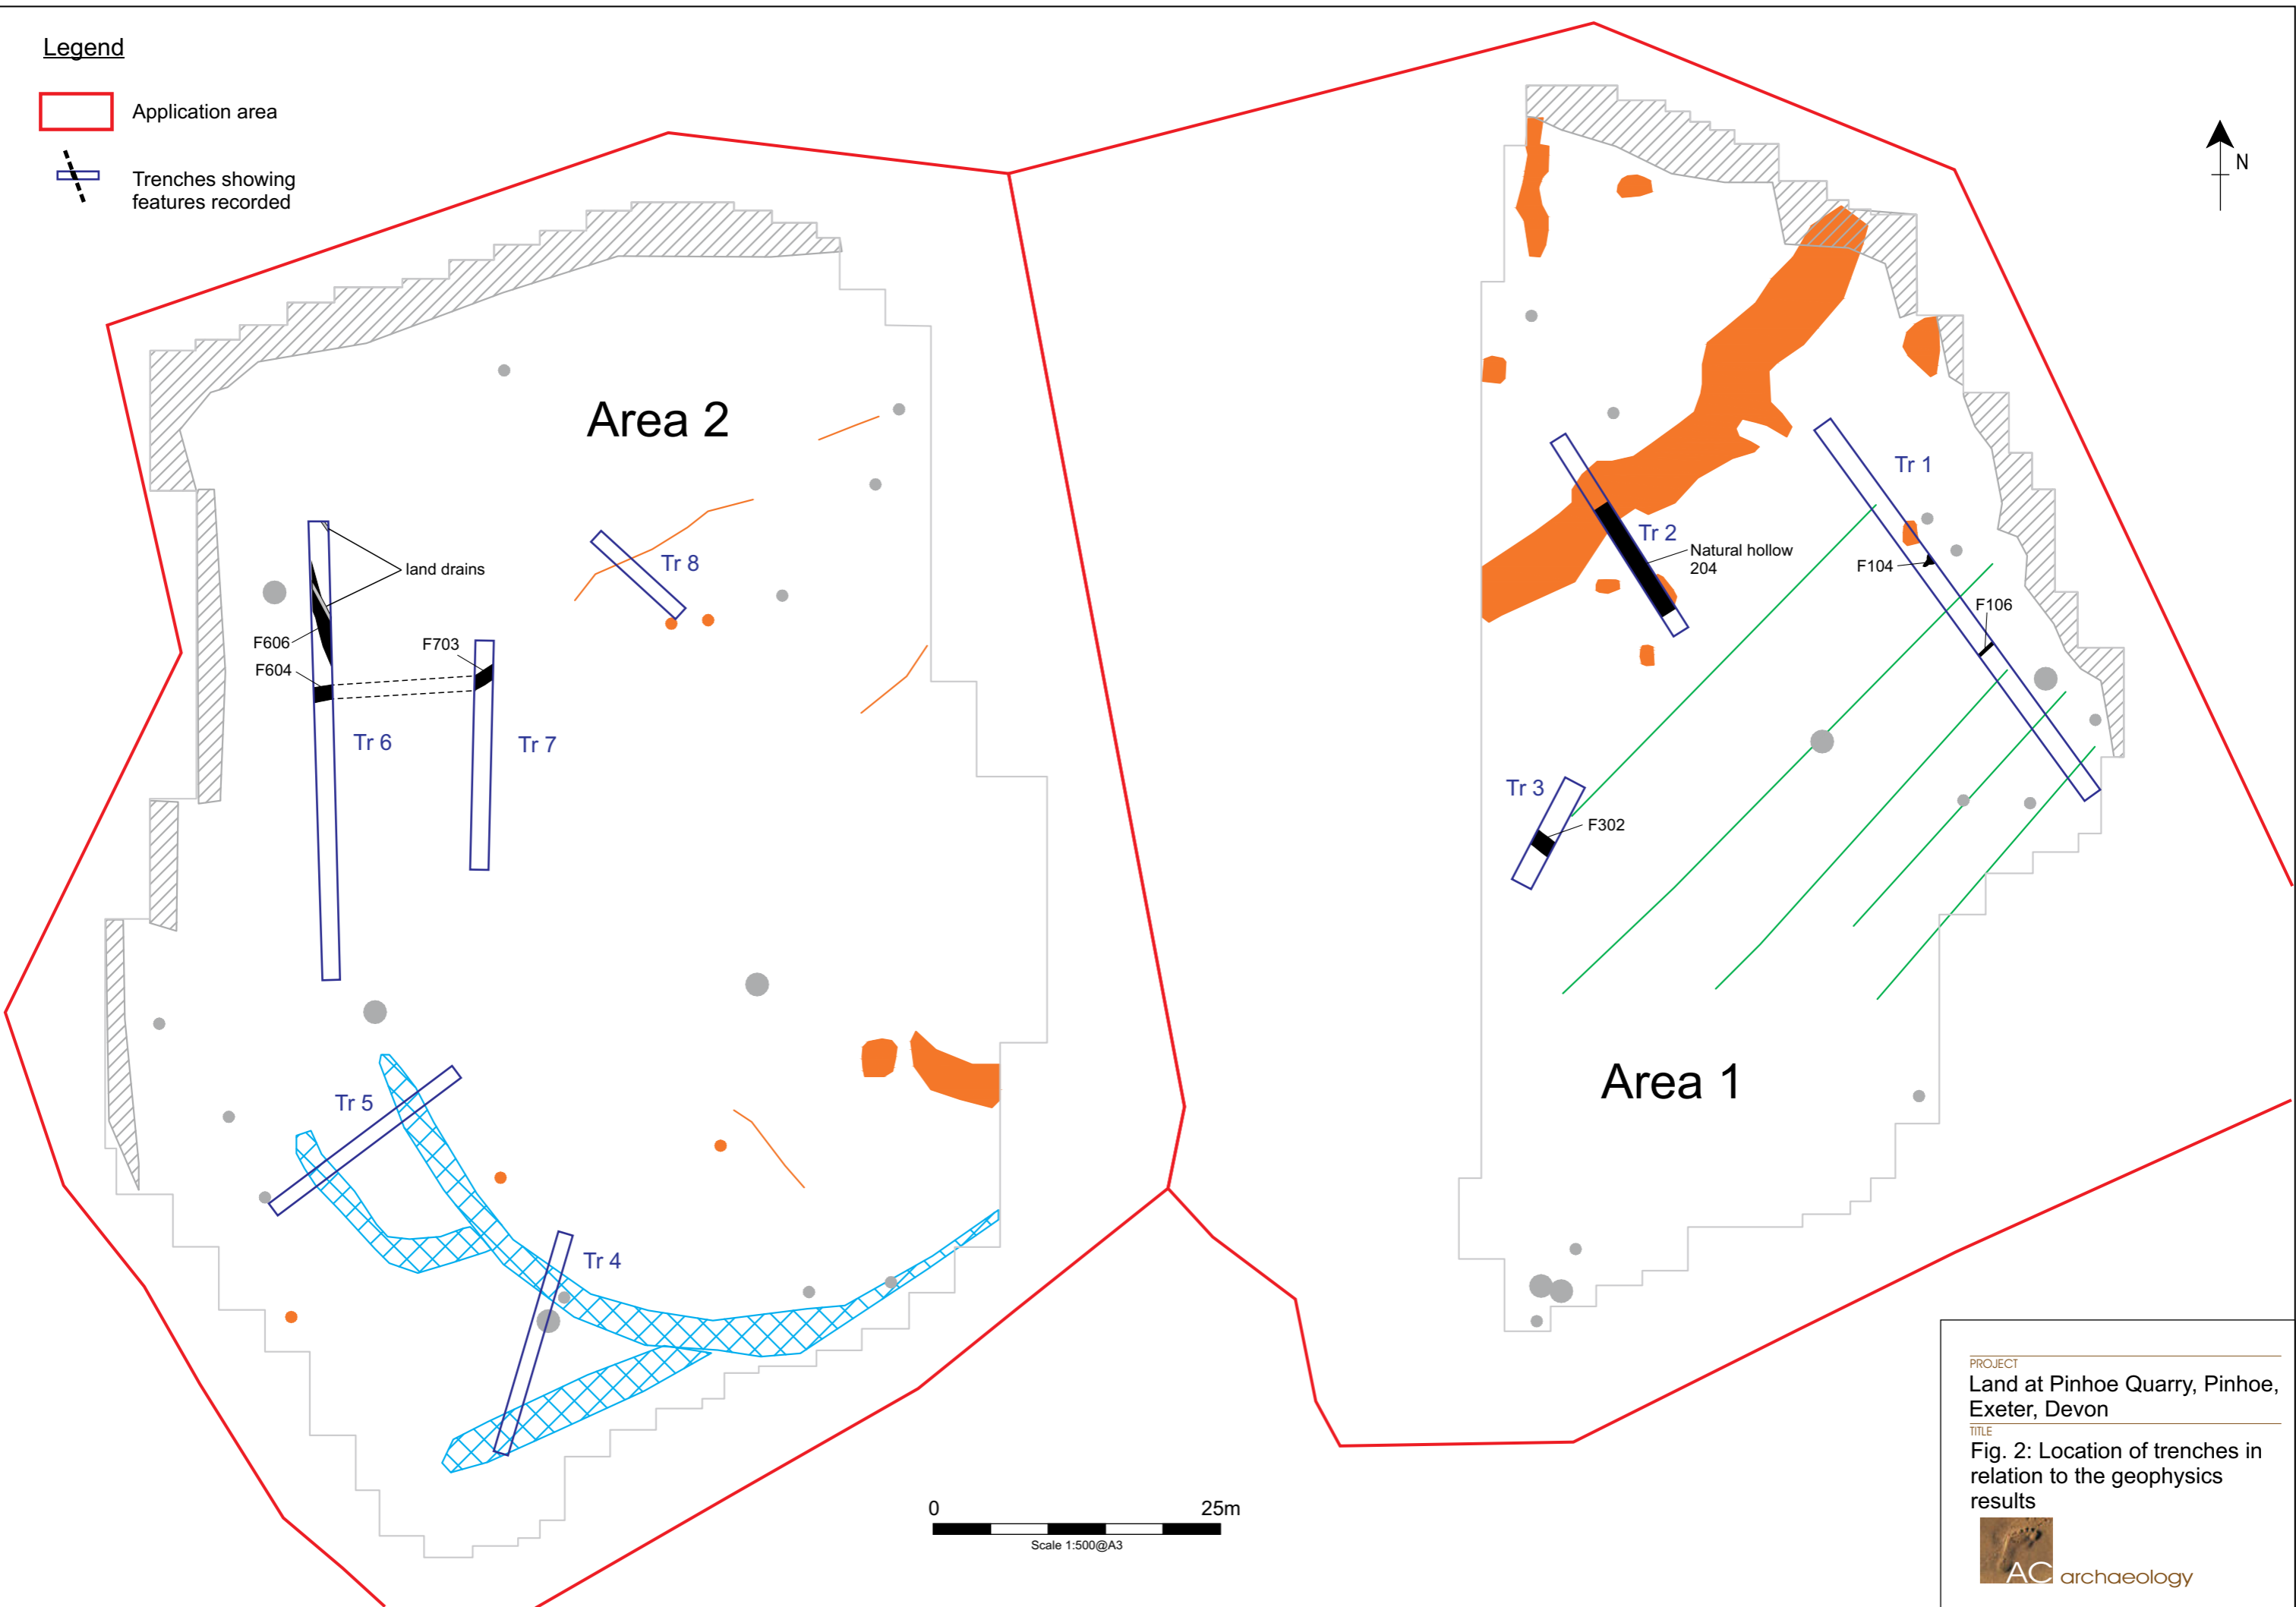 Legend
Application area
Trenches showing
features recorded
N
Area 2
Tr 1
Tr 2
Natural hollow
204
F104
F106
land drains
Tr 8
F606
F703
F604
Tr 6
Tr 7
Tr 3
F302
Area 1
Tr 5
Tr 4
0 25m
Scale 1:500@A3
PROJECT
Land at Pinhoe Quarry, Pinhoe,
Exeter, Devon
TITLE
Fig. 2: Location of trenches in
relation to the geophysics
results
AC archaeology